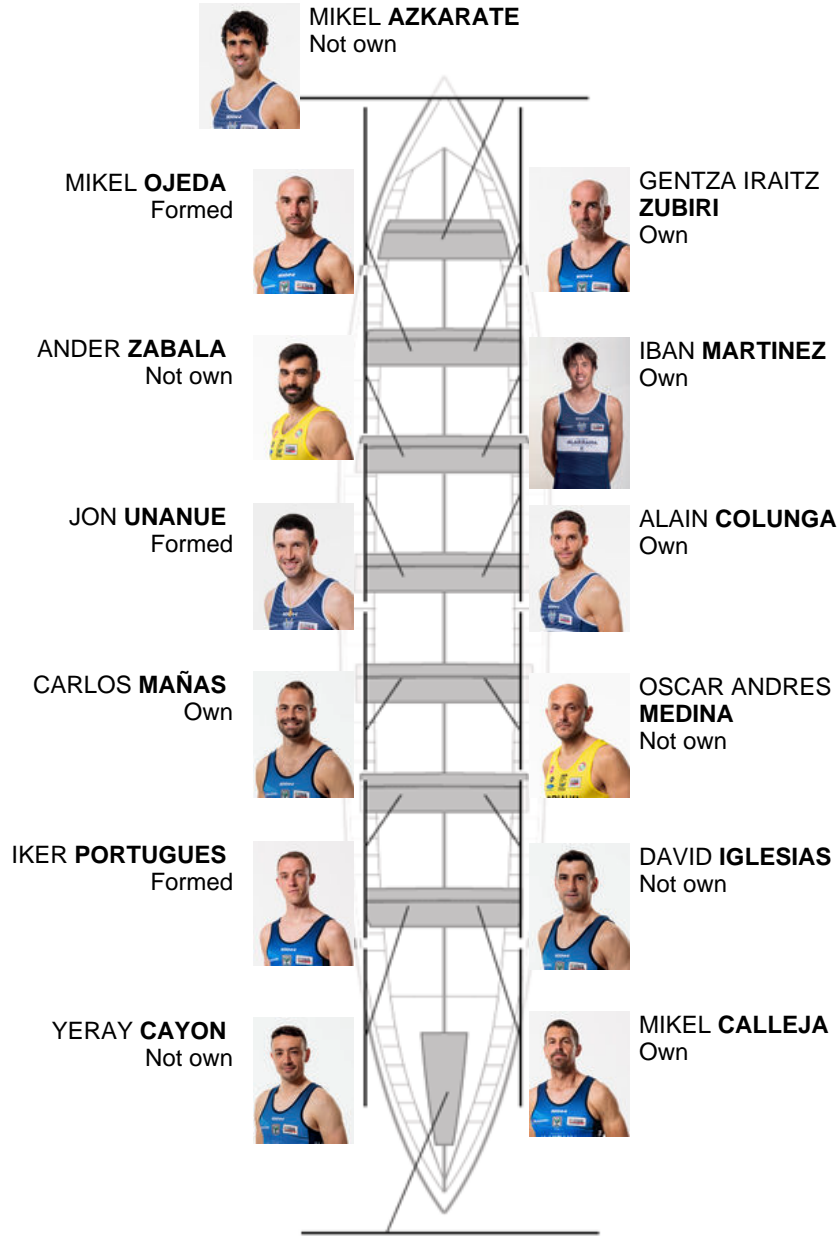 MIKEL AZKARATE
Not own
MIKEL OJEDA
Formed
GENTZA IRAITZ
ZUBIRI
Own
ANDER ZABALA
Not own
IBAN MARTINEZ
Own
JON UNANUE
Formed
ALAIN COLUNGA
Own
CARLOS MAÑAS
Own
OSCAR ANDRES
MEDINA
Not own
IKER PORTUGUES
Formed
DAVID IGLESIAS
Not own
YERAY CAYON
Not own
MIKEL CALLEJA
Own